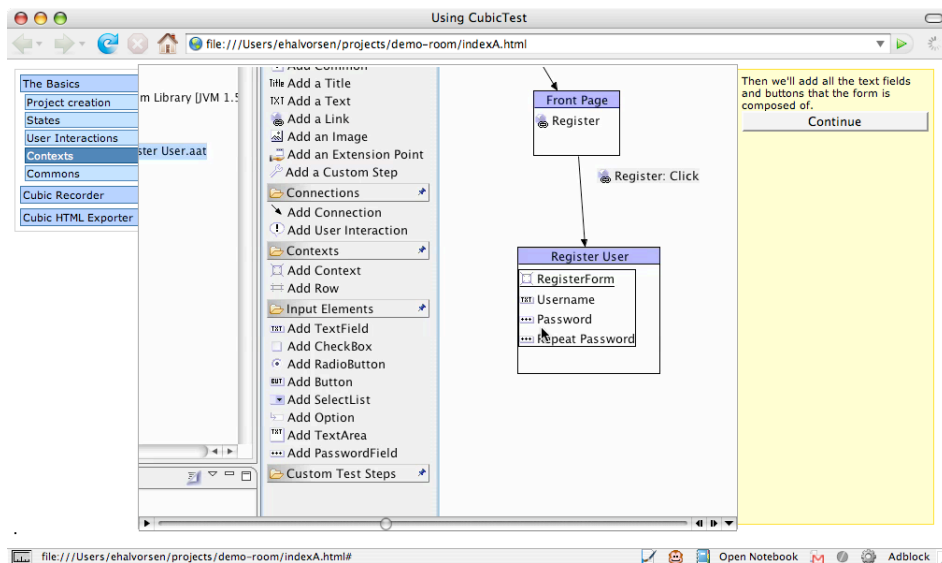 Using CubicTest
file:///Users/ehalvorsen/projects/demo-room/indexA.html
The Basics
Project creation
States
User Interactions
Contexts
Commons
Cubic Recorder
Cubic HTML Exporter
m Library [JVM 1.5
ster User.aat
Add Common
Title Add a Title
TXT Add a Text
Add a Link
Add an Image
Add an Extension Point
Add a Custom Step
Connections
Add Connection
Add User Interaction
Contexts
Add Context
Add Row
Input Elements
TXT Add TextField
Add CheckBox
Add RadioButton
BUT Add Button
Add SelectList
Add Option
TXT Add TextArea
Add PasswordField
Custom Test Steps
Front Page
Register
Register: Click
Register User
RegisterForm
TXT Username
Password
Repeat Password
Then we'll add all the text fields
and buttons that the form is
composed of.
Continue
file:///Users/ehalvorsen/projects/demo-room/indexA.html#
Open Notebook
Adblock